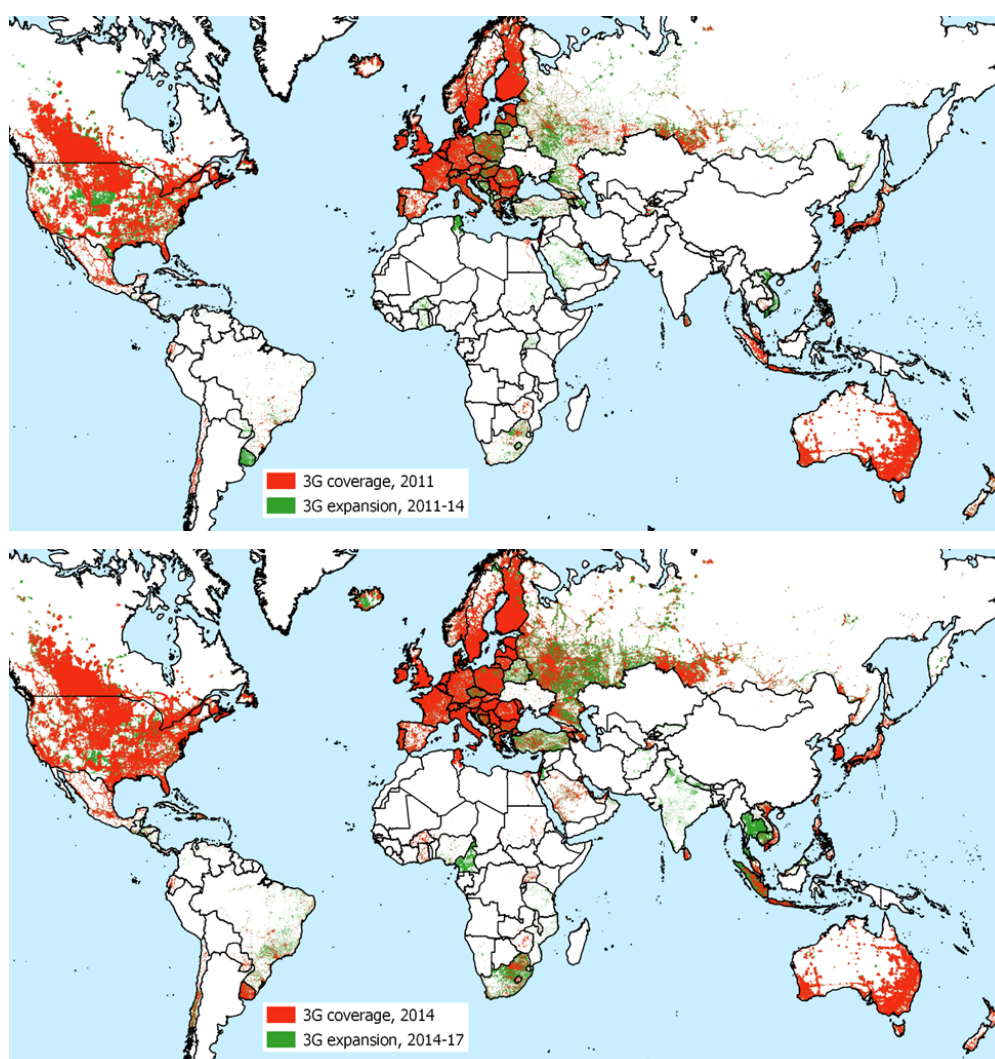 3G coverage, 2011
3G expansion, 2011-14
3G coverage, 2014
3G expansion, 2014-17